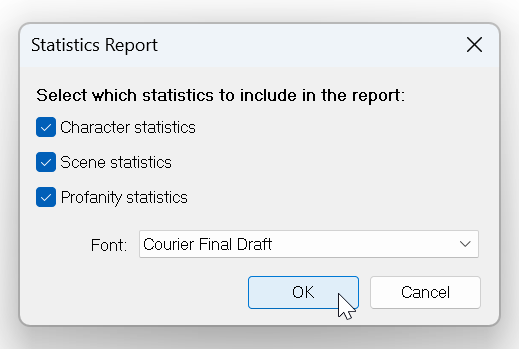 Statistics Report
Select which statistics to include in the report:
Character statistics
Scene statistics
Profanity statistics
Font: Courier Final Draft
OK Cancel